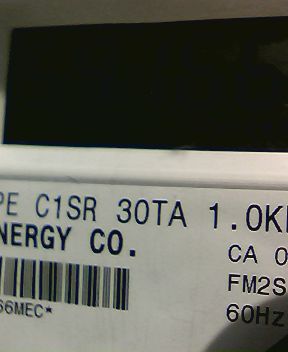 PE C1SR 30TA 1.0K
NERGY CO.
CA 0
FM2S
60Hz
66MEC*